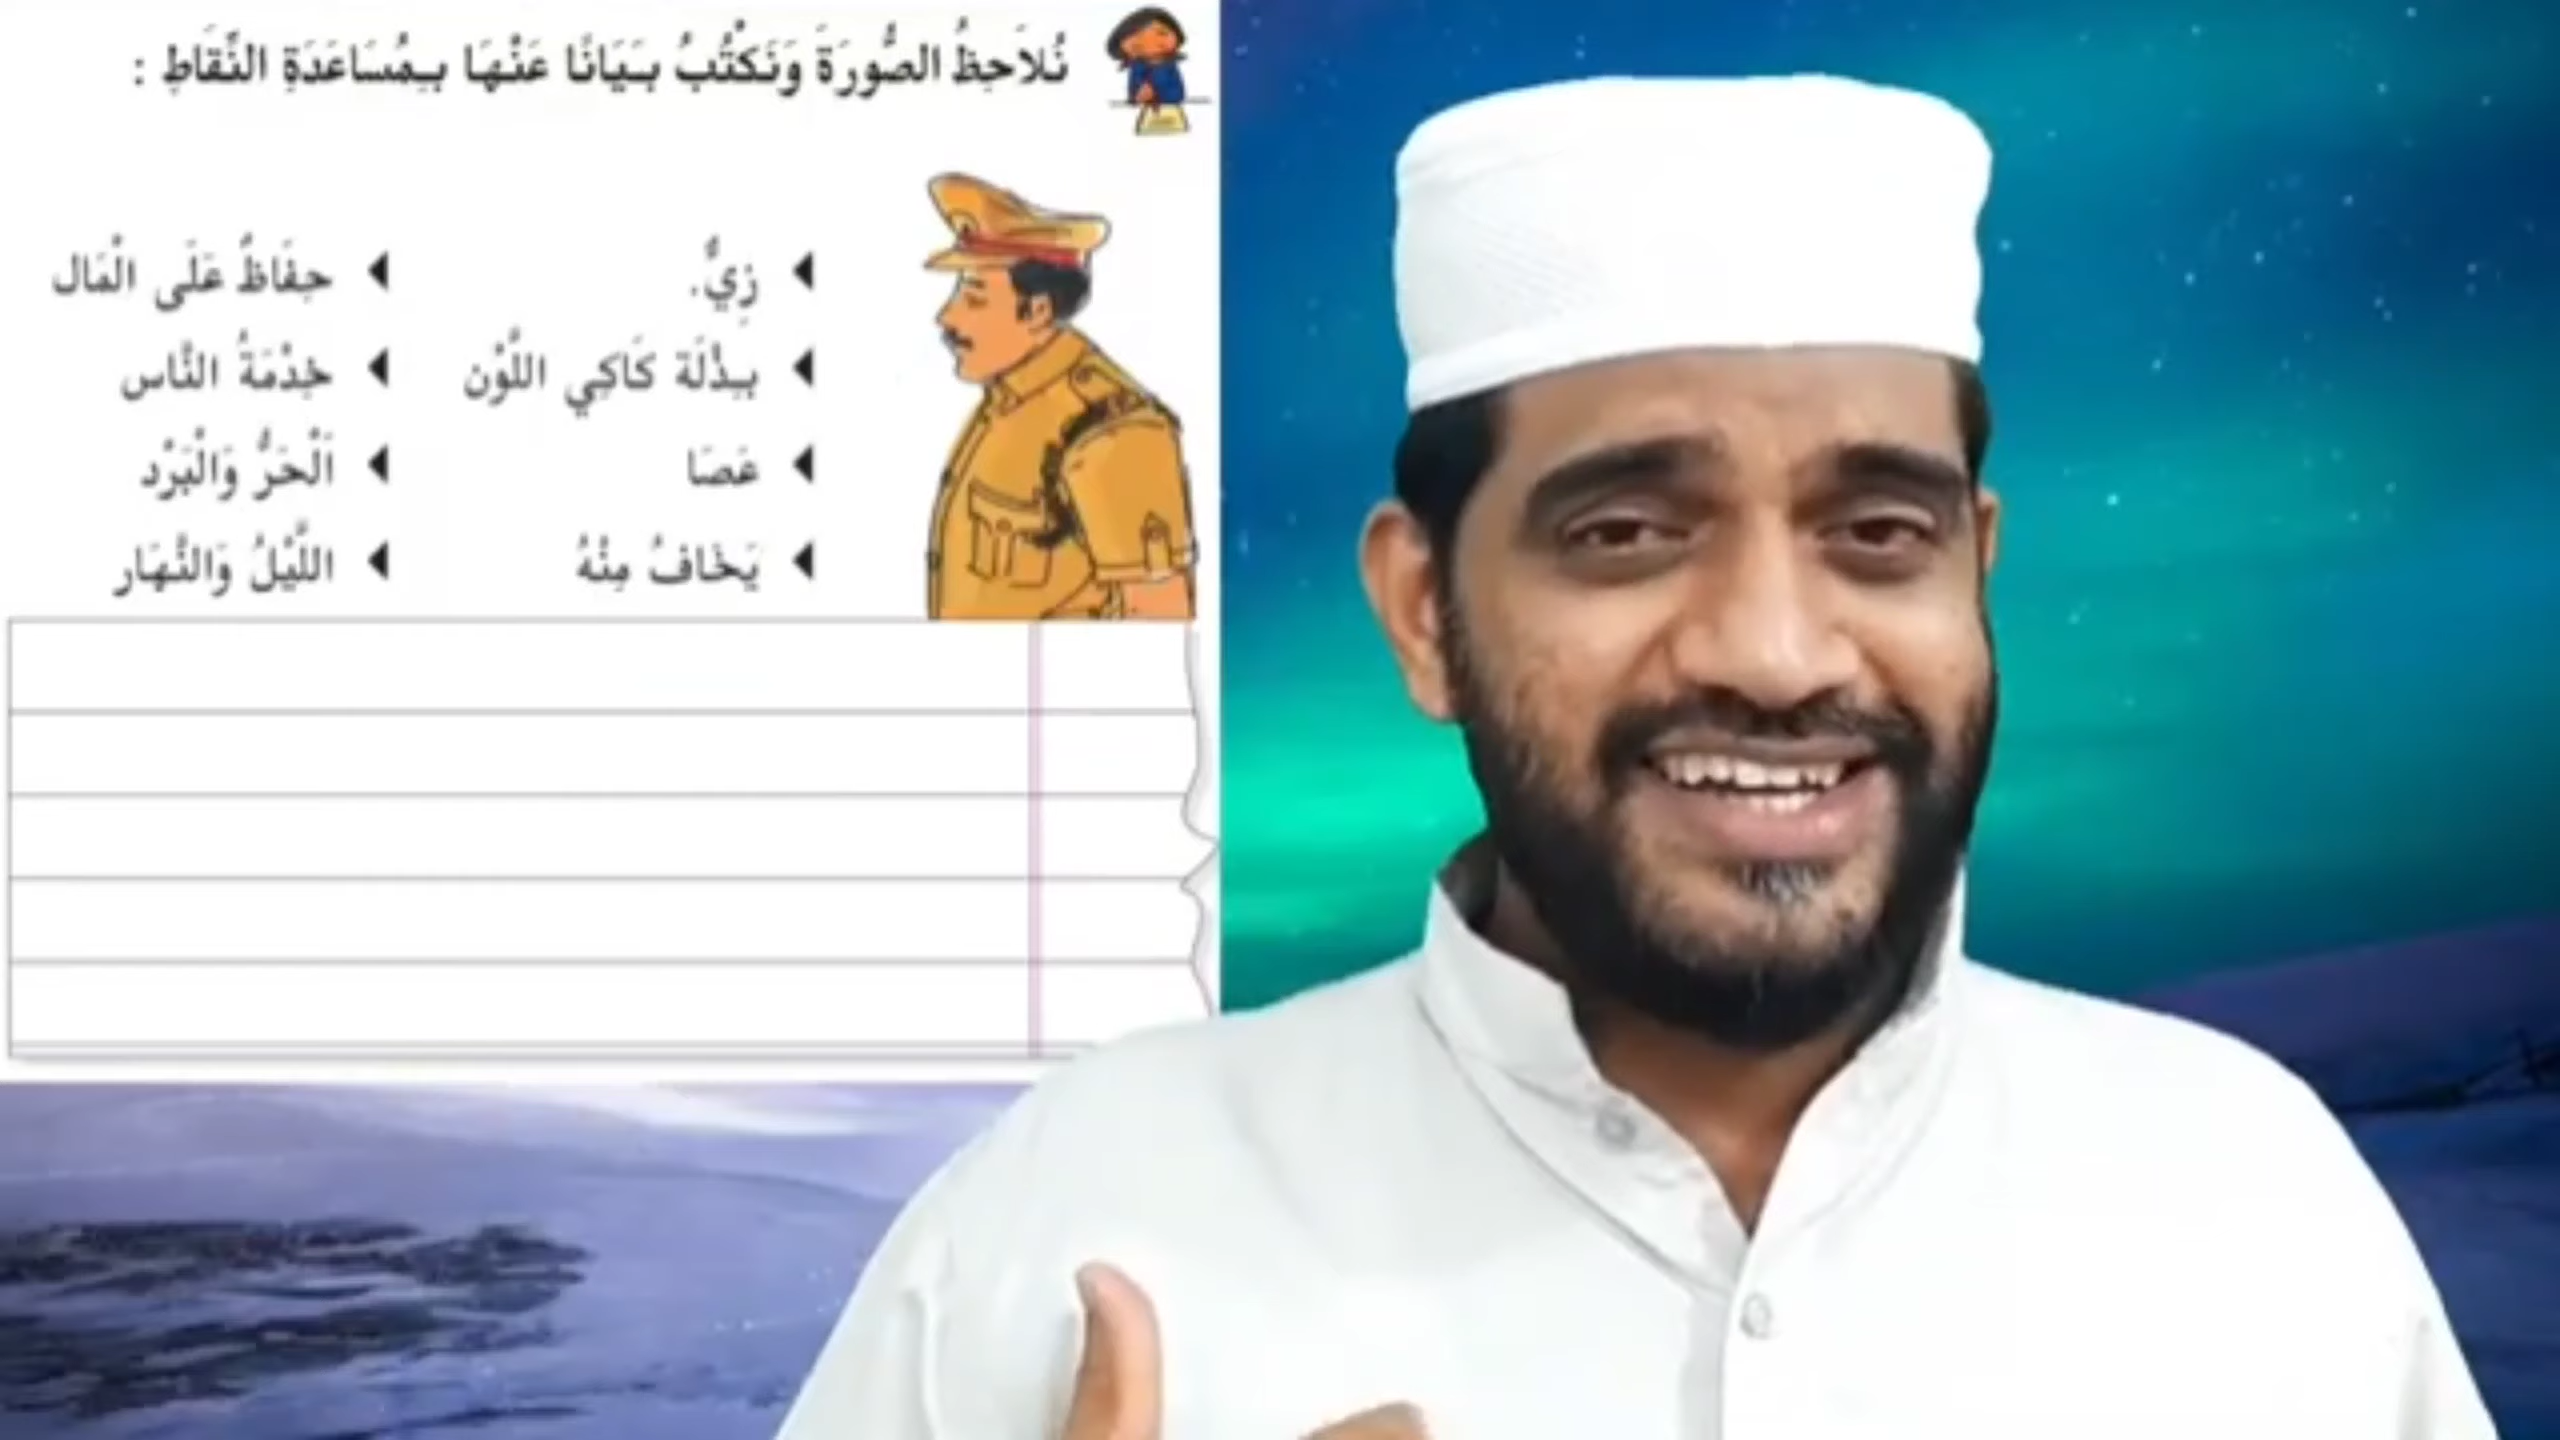 نُلَاحِظُ الصُّورَةَ وَنَكْتُبُ بَيَانًا عَنْهَا بِمُسَاعَدَةِ النِّقَاطِ :
زِيٌّ.
بِذْلَة كَاكِي اللَّوْن
عَصَا
يَخَافُ مِنْهُ
حِفَاظٌ عَلَى الْمَال
خِدْمَةُ النَّاس
اَلْحَرُّ وَالْبَرْد
اللَّيْلُ وَالنَّهَار